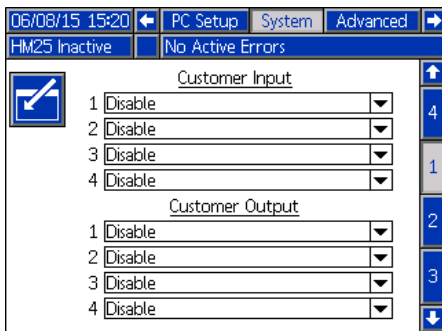 06/08/15 15:20 PC Setup System Advanced
HM25 Inactive No Active Errors
Customer Input
1 Disable
2 Disable
3 Disable
4 Disable
Customer Output
1 Disable
2 Disable
3 Disable
4 Disable
4
1
2
3